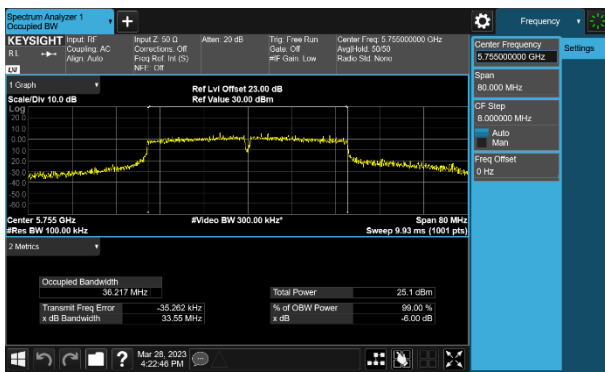 Spectrum Analyzer 1
Occupied BW
Frequency
KEYSIGHT
Input: RF
Input Z: 50 Ω
Atten: 20 dB
Trig: Free Run
Center Freq: 5.755000000 GHz
RL
Coupling: AC
Corrections: Off
Gate: Off
Avg|Hold: 50/50
Align: Auto
Freq Ref: Int (S)
#IF Gain: Low
Radio Std: None
NFE: Off
Center Frequency
5.755000000 GHz
Settings
Span
80.000 MHz
CF Step
8.000000 MHz
Auto
Man
Freq Offset
0 Hz
1 Graph
Ref Lvl Offset 23.00 dB
Scale/Div 10.0 dB
Ref Value 30.00 dBm
Log
20.0
10.0
0.00
10.0
20.0
-30.0
-40.0
-50.0
-60.0
Center 5.755 GHz
#Video BW 300.00 kHz*
Span 80 MHz
#Res BW 100.00 kHz
Sweep 9.93 ms (1001 pts)
2 Metrics
Occupied Bandwidth
36.217 MHz
Total Power
25.1 dBm
Transmit Freq Error
-35.262 kHz
% of OBW Power
99.00 %
x dB Bandwidth
33.55 MHz
x dB
-6.00 dB
?
Mar 28, 2023
4:22:46 PM